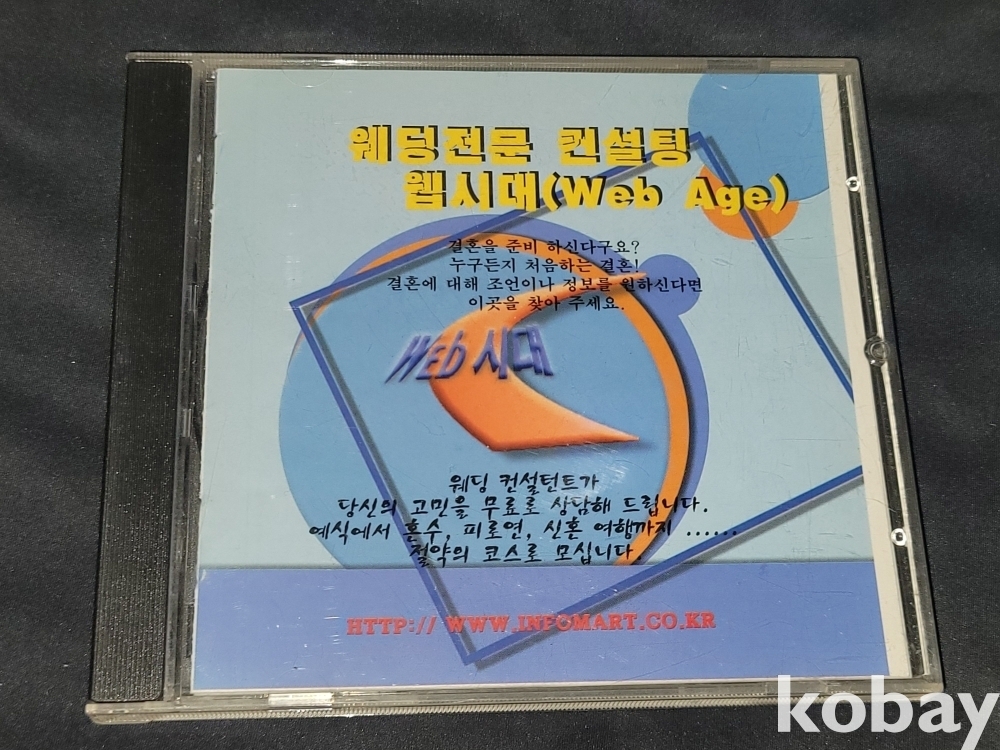 웨딩전문 컨설팅
웹시대(Web Age)
결혼을 준비 하신다구요?
누구든지 처음하는 결혼!
결혼에 대해 조언이나 정보를 원하신다면
이곳을 찾아 주세요.
Web 시대
웨딩 컨설턴트가
당신의 고민을 무료로 상담해 드립니다.
예식에서 혼수, 피로연, 신혼 여행까지 ......
절약의 코스로 모십니다.
HTTP:// WWW.INFOMART.CO.KR
kobay